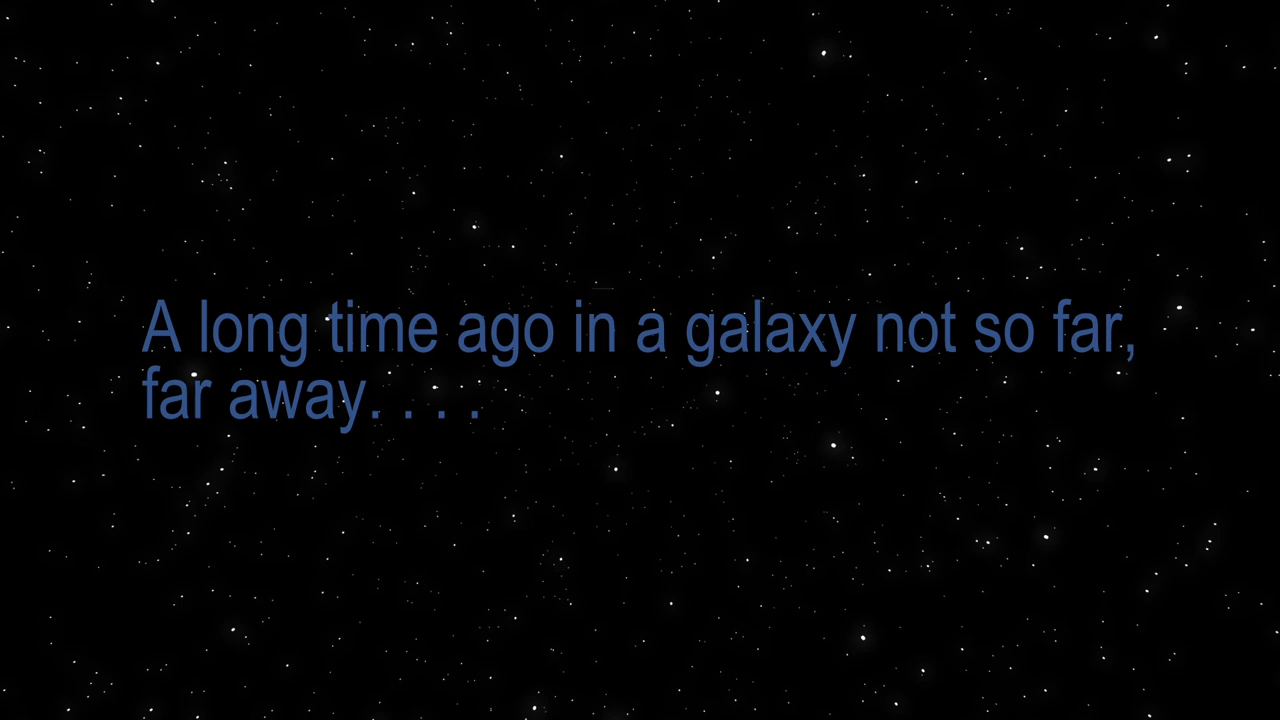 A long time ago in a galaxy not so far,
far away. . . .